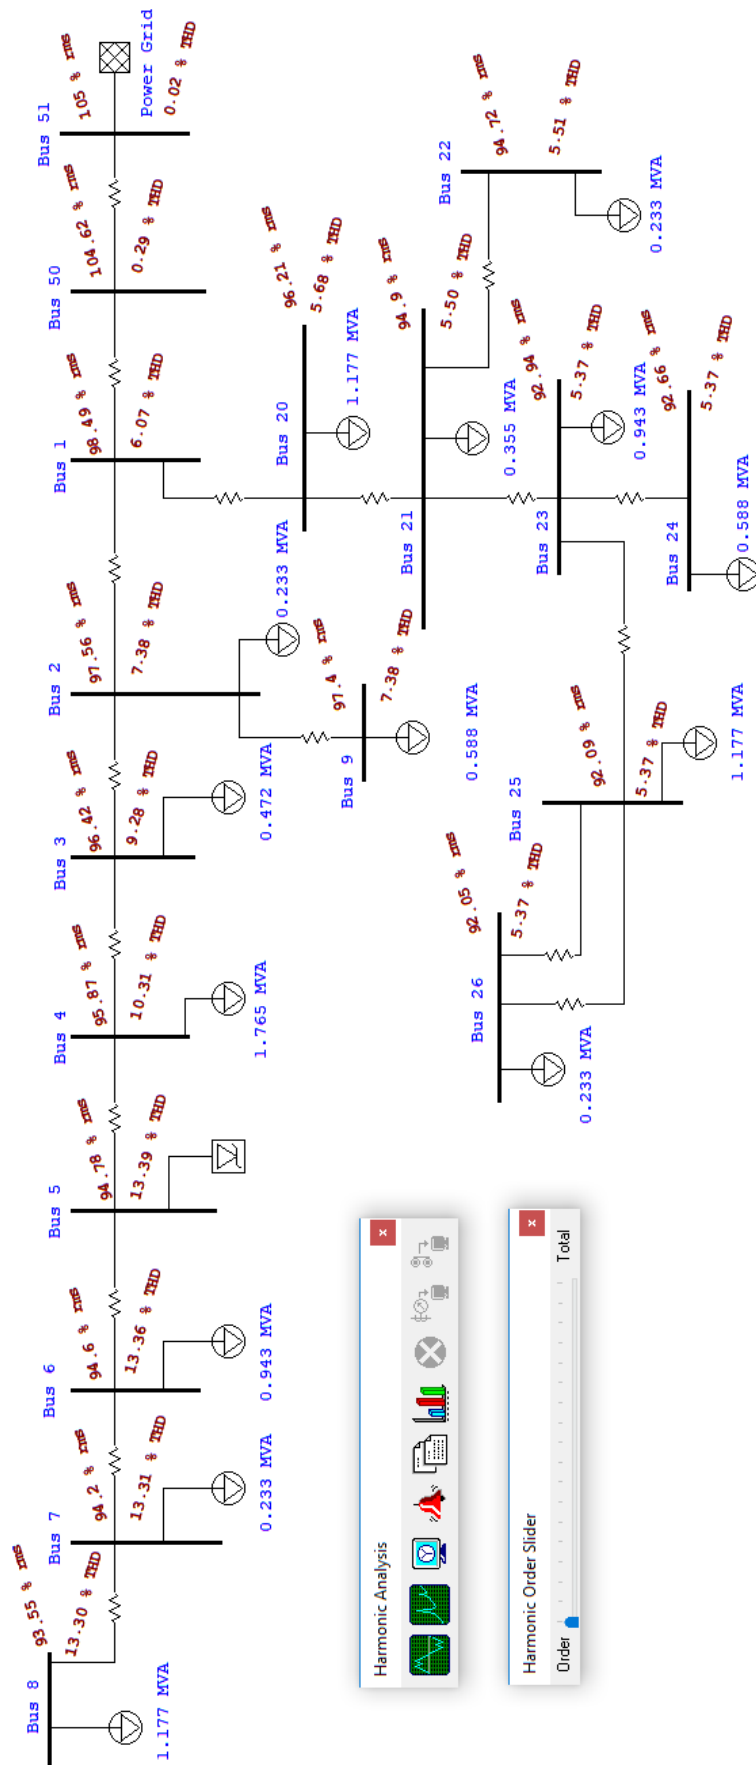 Bus 8
93.55 % rms
13.30 % THD
1.177 MVA
Bus 7
94.2 % rms
13.31 % THD
0.233 MVA
Bus 6
94.6 % rms
13.36 % THD
0.943 MVA
Bus 5
94.78 % rms
13.39 % THD
Bus 4
95.87 % rms
10.31 % THD
1.765 MVA
Bus 3
96.42 % rms
9.28 % THD
0.472 MVA
Bus 2
97.56 % rms
7.38 % THD
0.233 MVA
Bus 9
97.4 % rms
7.38 % THD
0.588 MVA
Bus 1
98.49 % rms
6.07 % THD
Bus 50
104.62 % rms
0.29 % THD
Bus 51
105 % rms
0.02 % THD
Power Grid
Bus 20
96.21 % rms
5.68 % THD
1.177 MVA
Bus 21
94.9 % rms
5.50 % THD
0.355 MVA
Bus 22
94.72 % rms
5.51 % THD
0.233 MVA
Bus 23
92.94 % rms
5.37 % THD
0.943 MVA
Bus 24
92.66 % rms
5.37 % THD
0.588 MVA
Bus 25
92.09 % rms
5.37 % THD
1.177 MVA
Bus 26
92.05 % rms
5.37 % THD
0.233 MVA
Harmonic Analysis
x
Harmonic Order Slider
x
Order
Total